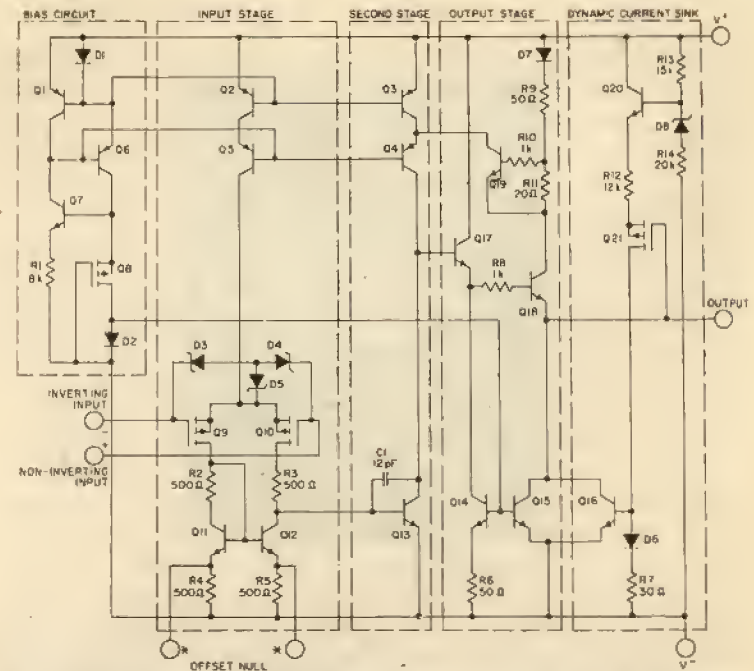 BIAS CIRCUIT
INPUT STAGE
SECOND STAGE
OUTPUT STAGE
DYNAMIC CURRENT SINK
V+
D1
D7
R13
15k
Q1
Q2
Q3
R9
50Ω
Q20
D8
Q6
Q5
Q4
R10
1k
Q19
R11
20Ω
R14
20k
R12
12k
Q7
Q17
Q21
R1
8k
Q8
R8
1k
Q18
OUTPUT
D2
D3
D4
D5
INVERTING
INPUT
-
Q9
Q10
+
NON-INVERTING
INPUT
R2
500Ω
R3
500Ω
C1
12pF
Q11
Q12
Q13
Q14
Q15
Q16
D6
R4
500Ω
R5
500Ω
R6
50Ω
R7
30Ω
*
*
OFFSET NULL
V-